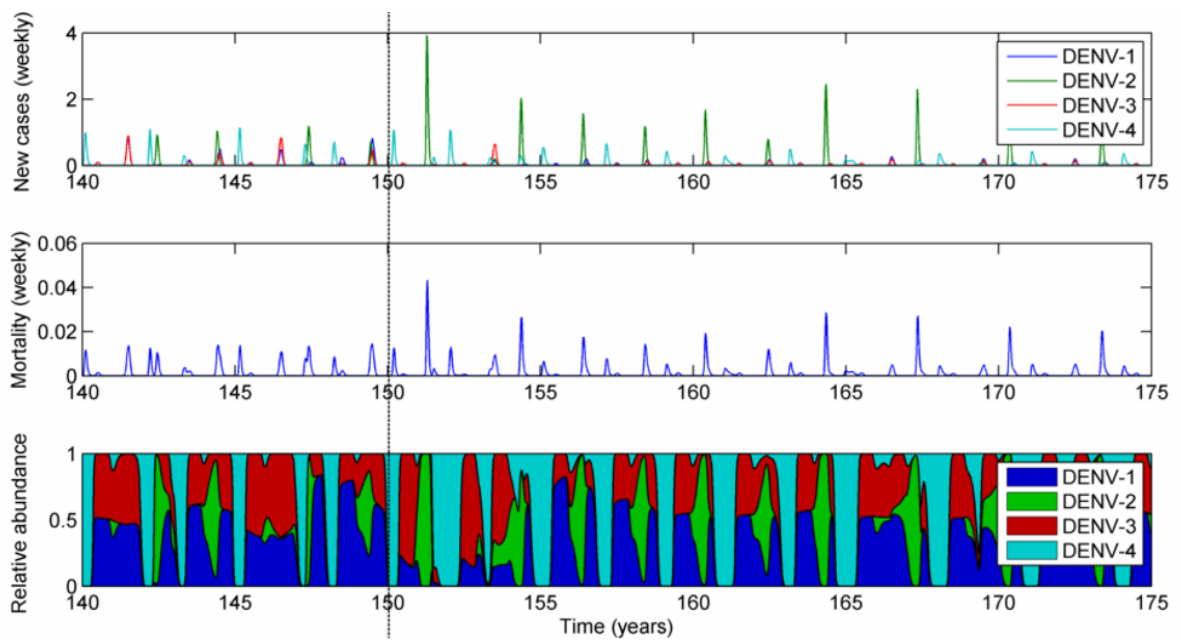 New cases (weekly)
4
2
0
140 145 150 155 160 165 170 175
DENV-1
DENV-2
DENV-3
DENV-4
Mortality (weekly)
0.06
0.04
0.02
0
140 145 150 155 160 165 170 175
Relative abundance
1
0.5
0
140 145 150 155 160 165 170 175
DENV-1
DENV-2
DENV-3
DENV-4
Time (years)